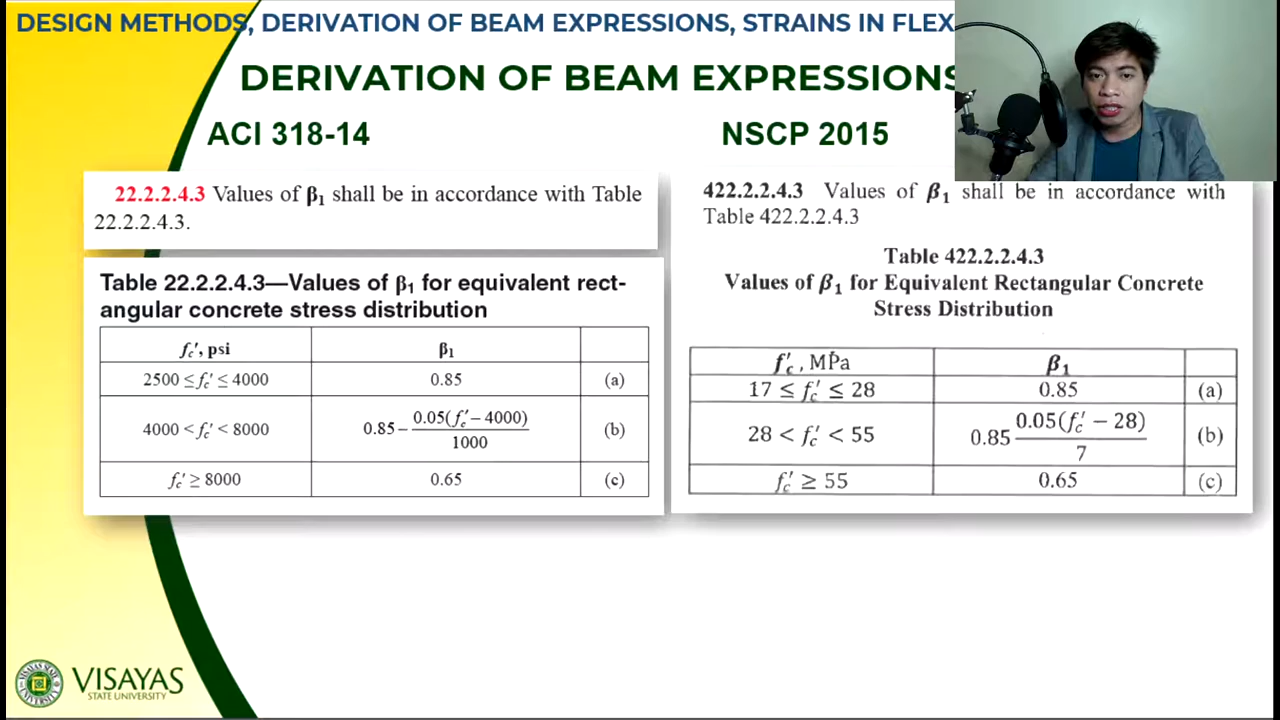 DESIGN METHODS, DERIVATION OF BEAM EXPRESSIONS, STRAINS IN FLEX
DERIVATION OF BEAM EXPRESSIONS
ACI 318-14
22.2.2.4.3 Values of β₁ shall be in accordance with Table
22.2.2.4.3.
Table 22.2.2.4.3—Values of β₁ for equivalent rect-
angular concrete stress distribution
fc′, psi β₁
2500 ≤ fc′ ≤ 4000 0.85 (a)
4000 < fc′ < 8000 0.85 – 0.05(fc′ – 4000)/1000 (b)
fc′ ≥ 8000 0.65 (c)
NSCP 2015
422.2.2.4.3 Values of β₁ shall be in accordance with
Table 422.2.2.4.3
Table 422.2.2.4.3
Values of β₁ for Equivalent Rectangular Concrete
Stress Distribution
f′c, MPa β₁
17 ≤ fc′ ≤ 28 0.85 (a)
28 < fc′ < 55 0.85 0.05(fc′ – 28)/7 (b)
fc′ ≥ 55 0.65 (c)
VISAYAS
STATE UNIVERSITY